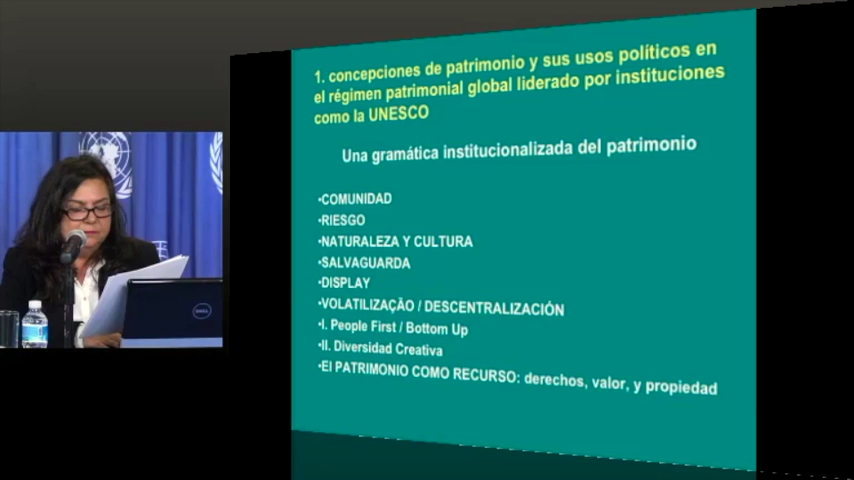 1. concepciones de patrimonio y sus usos políticos en
el régimen patrimonial global liderado por instituciones
como la UNESCO
Una gramática institucionalizada del patrimonio
•COMUNIDAD
•RIESGO
•NATURALEZA Y CULTURA
•SALVAGUARDA
•DISPLAY
•VOLATILIZAÇÃO / DESCENTRALIZACIÓN
•I. People First / Bottom Up
•II. Diversidad Creativa
•El PATRIMONIO COMO RECURSO: derechos, valor, y propiedad
DELL